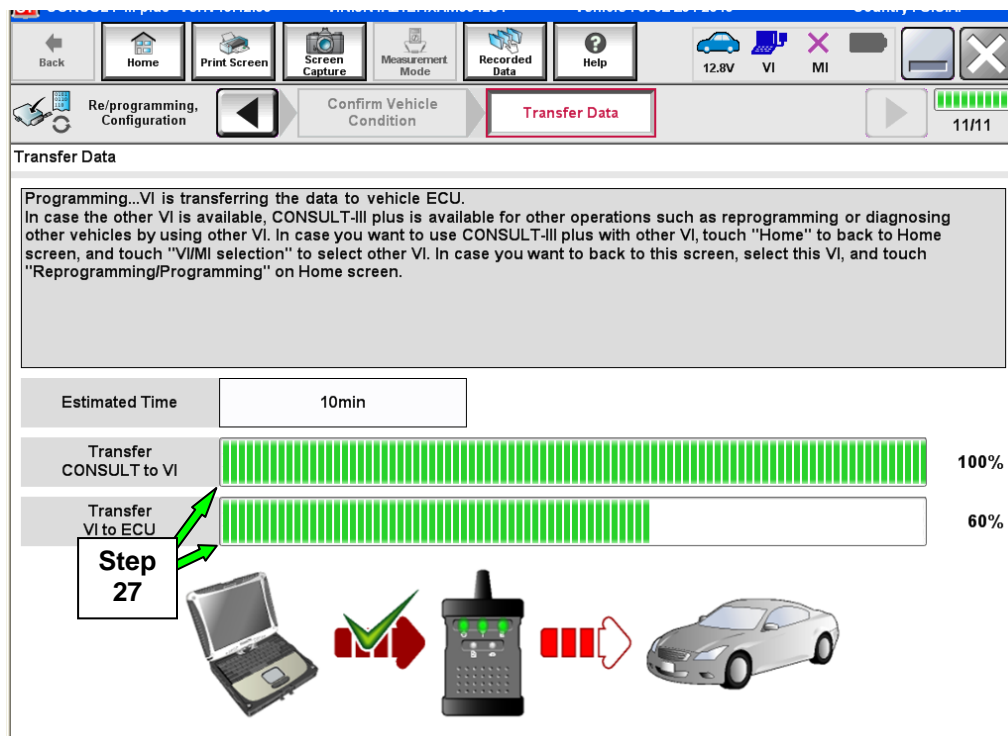 Back
Home
Print Screen
Screen
Capture
Measurement
Mode
Recorded
Data
Help
12.8V
VI
MI
Re/programming,
Configuration
Confirm Vehicle
Condition
Transfer Data
11/11
Transfer Data
Programming...VI is transferring the data to vehicle ECU.
In case the other VI is available, CONSULT-III plus is available for other operations such as reprogramming or diagnosing
other vehicles by using other VI. In case you want to use CONSULT-III plus with other VI, touch "Home" to back to Home
screen, and touch "VI/MI selection" to select other VI. In case you want to back to this screen, select this VI, and touch
"Reprogramming/Programming" on Home screen.
Estimated Time
10min
Transfer
CONSULT to VI
100%
Transfer
VI to ECU
60%
Step
27